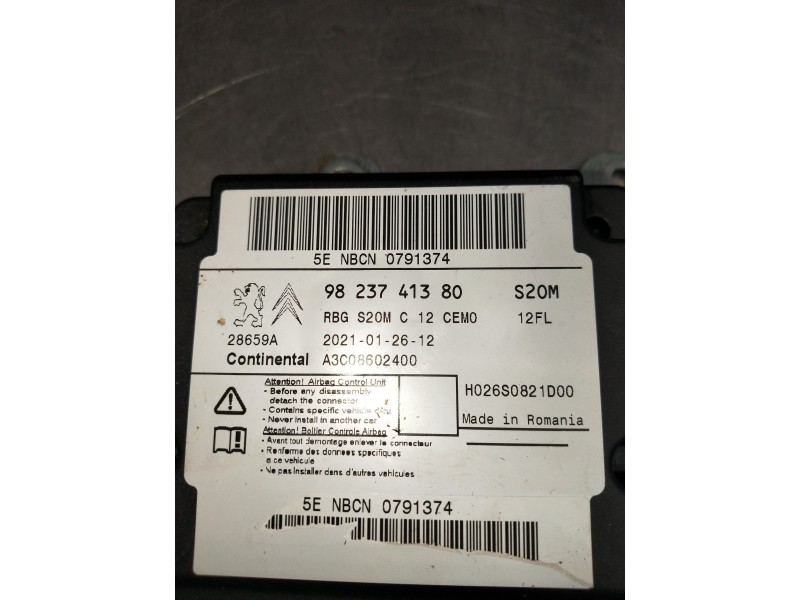 5E NBCN 0791374
98 237 413 80 S20M
RBG S20M C 12 CEMO 12FL
28659A 2021-01-26-12
Continental A3C08602400
Attention! Airbag Control Unit
- Before any disassembly
detach the connector
- Contains specific vehicle data
- Never install in another car
Attention! Boîtier Controle Airbag
- Avant tout demontage enlever le connecteur
- Renferme des données spécifiques
a ce vehicule
- Ne pas installer dans d'autres véhicules
H026S0821D00
Made in Romania
5E NBCN 0791374